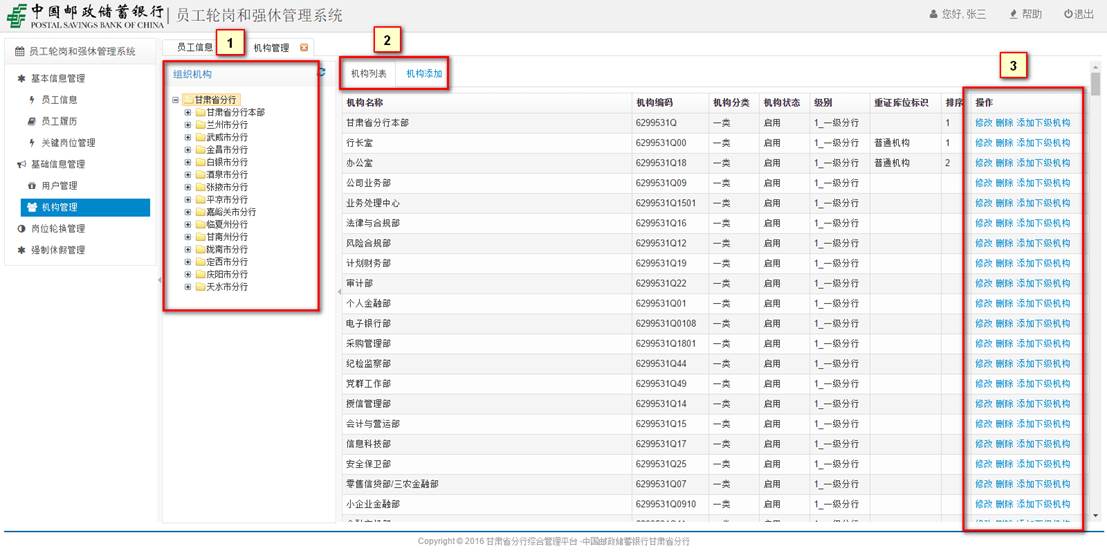 中国邮政储蓄银行 员工轮岗和强休管理系统
POSTAL SAVINGS BANK OF CHINA
您好, 张三 帮助 退出
员工轮岗和强休管理系统
基本信息管理
员工信息
员工履历
关键岗位管理
基础信息管理
用户管理
机构管理
岗位轮换管理
强制休假管理
员工信息 1 机构管理
组织机构
甘肃省分行
甘肃省分行本部
兰州市分行
武威市分行
金昌市分行
白银市分行
酒泉市分行
张掖市分行
平凉市分行
嘉峪关市分行
临夏州分行
甘南州分行
陇南市分行
定西市分行
庆阳市分行
天水市分行
2
3
机构列表 机构添加
机构名称 机构编码 机构分类 机构状态 级别 重证库位标识 排序 操作
甘肃省分行本部 6299531Q 一类 启用 1_一级分行 1 修改 删除 添加下级机构
行长室 6299531Q00 一类 启用 1_一级分行 普通机构 1 修改 删除 添加下级机构
办公室 6299531Q18 一类 启用 1_一级分行 普通机构 2 修改 删除 添加下级机构
公司业务部 6299531Q09 一类 启用 1_一级分行 修改 删除 添加下级机构
业务处理中心 6299531Q1501 一类 启用 1_一级分行 修改 删除 添加下级机构
法律与合规部 6299531Q16 一类 启用 1_一级分行 修改 删除 添加下级机构
风险合规部 6299531Q12 一类 启用 1_一级分行 修改 删除 添加下级机构
计划财务部 6299531Q19 一类 启用 1_一级分行 修改 删除 添加下级机构
审计部 6299531Q22 一类 启用 1_一级分行 修改 删除 添加下级机构
个人金融部 6299531Q01 一类 启用 1_一级分行 修改 删除 添加下级机构
电子银行部 6299531Q0108 一类 启用 1_一级分行 修改 删除 添加下级机构
采购管理部 6299531Q1801 一类 启用 1_一级分行 修改 删除 添加下级机构
纪检监察部 6299531Q44 一类 启用 1_一级分行 修改 删除 添加下级机构
党群工作部 6299531Q49 一类 启用 1_一级分行 修改 删除 添加下级机构
授信管理部 6299531Q14 一类 启用 1_一级分行 修改 删除 添加下级机构
会计与营运部 6299531Q15 一类 启用 1_一级分行 修改 删除 添加下级机构
信息科技部 6299531Q17 一类 启用 1_一级分行 修改 删除 添加下级机构
安全保卫部 6299531Q25 一类 启用 1_一级分行 修改 删除 添加下级机构
零售信贷部/三农金融部 6299531Q07 一类 启用 1_一级分行 修改 删除 添加下级机构
小企业金融部 6299531Q0910 一类 启用 1_一级分行 修改 删除 添加下级机构
Copyright © 2016 甘肃省分行综合管理平台 -中国邮政储蓄银行甘肃省分行